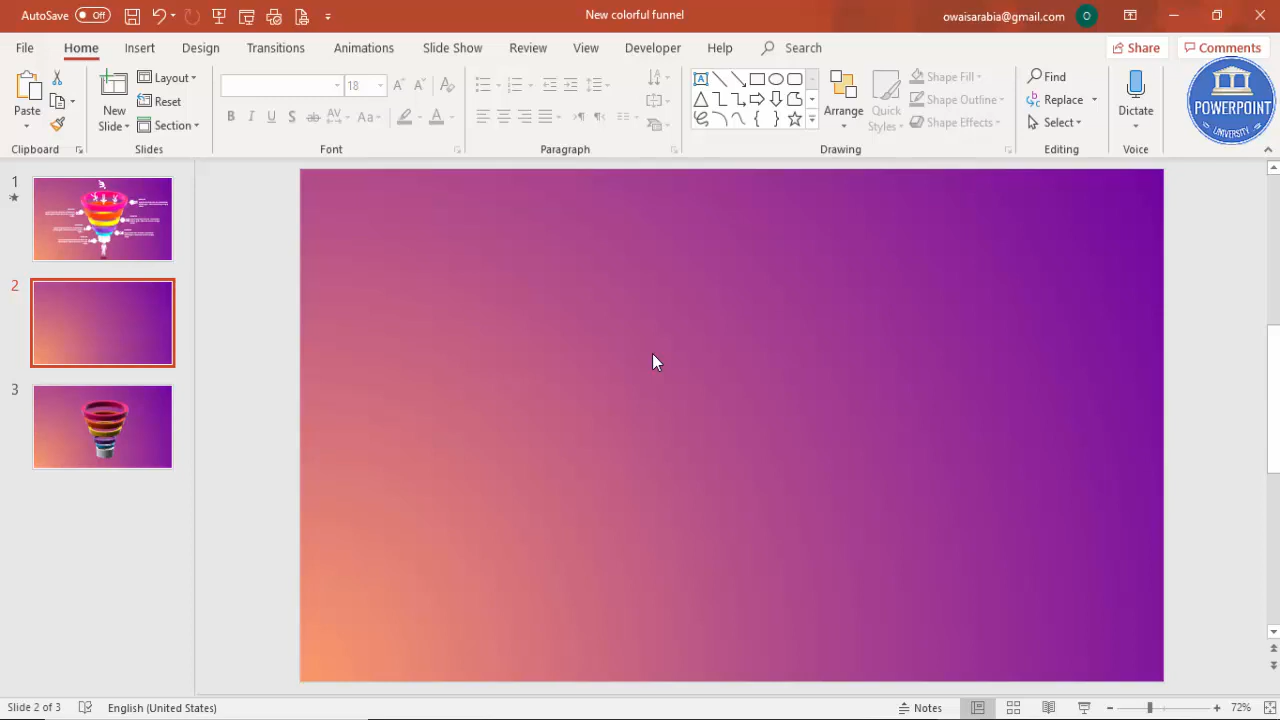 AutoSave Off New colorful funnel owaisarabia@gmail.com O
File Home Insert Design Transitions Animations Slide Show Review View Developer Help Search Share Comments
Paste New Slide Layout Reset Section 18 Arrange Quick Styles Shape Fill Shape Outline Shape Effects Find Replace Select Dictate POWERPOINT UNIVERSITY
Clipboard Slides Font Paragraph Drawing Editing Voice
1
2
3
Slide 2 of 3 English (United States) Notes 72%